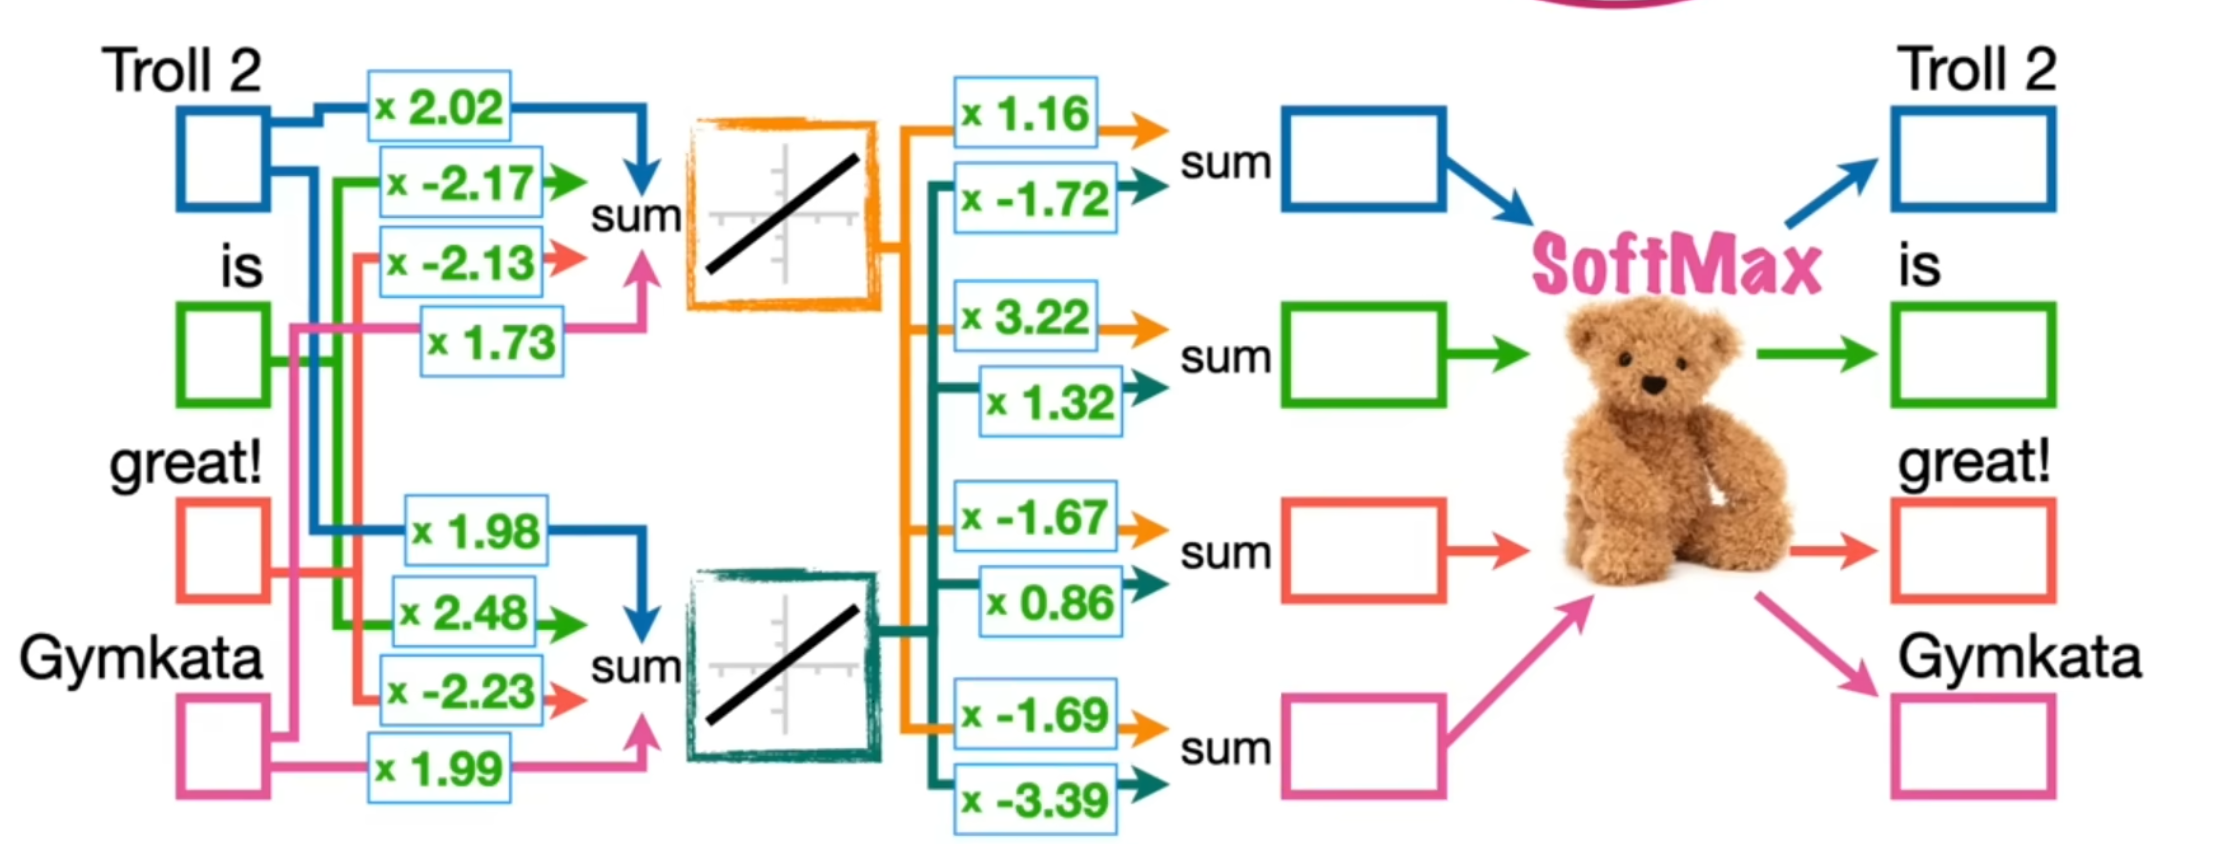 Troll 2
is
great!
Gymkata
x 2.02
x -2.17
x -2.13
x 1.73
sum
x 1.98
x 2.48
x -2.23
x 1.99
sum
x 1.16
x -1.72
sum
x 3.22
x 1.32
sum
x -1.67
x 0.86
sum
x -1.69
x -3.39
sum
SoftMax
Troll 2
is
great!
Gymkata